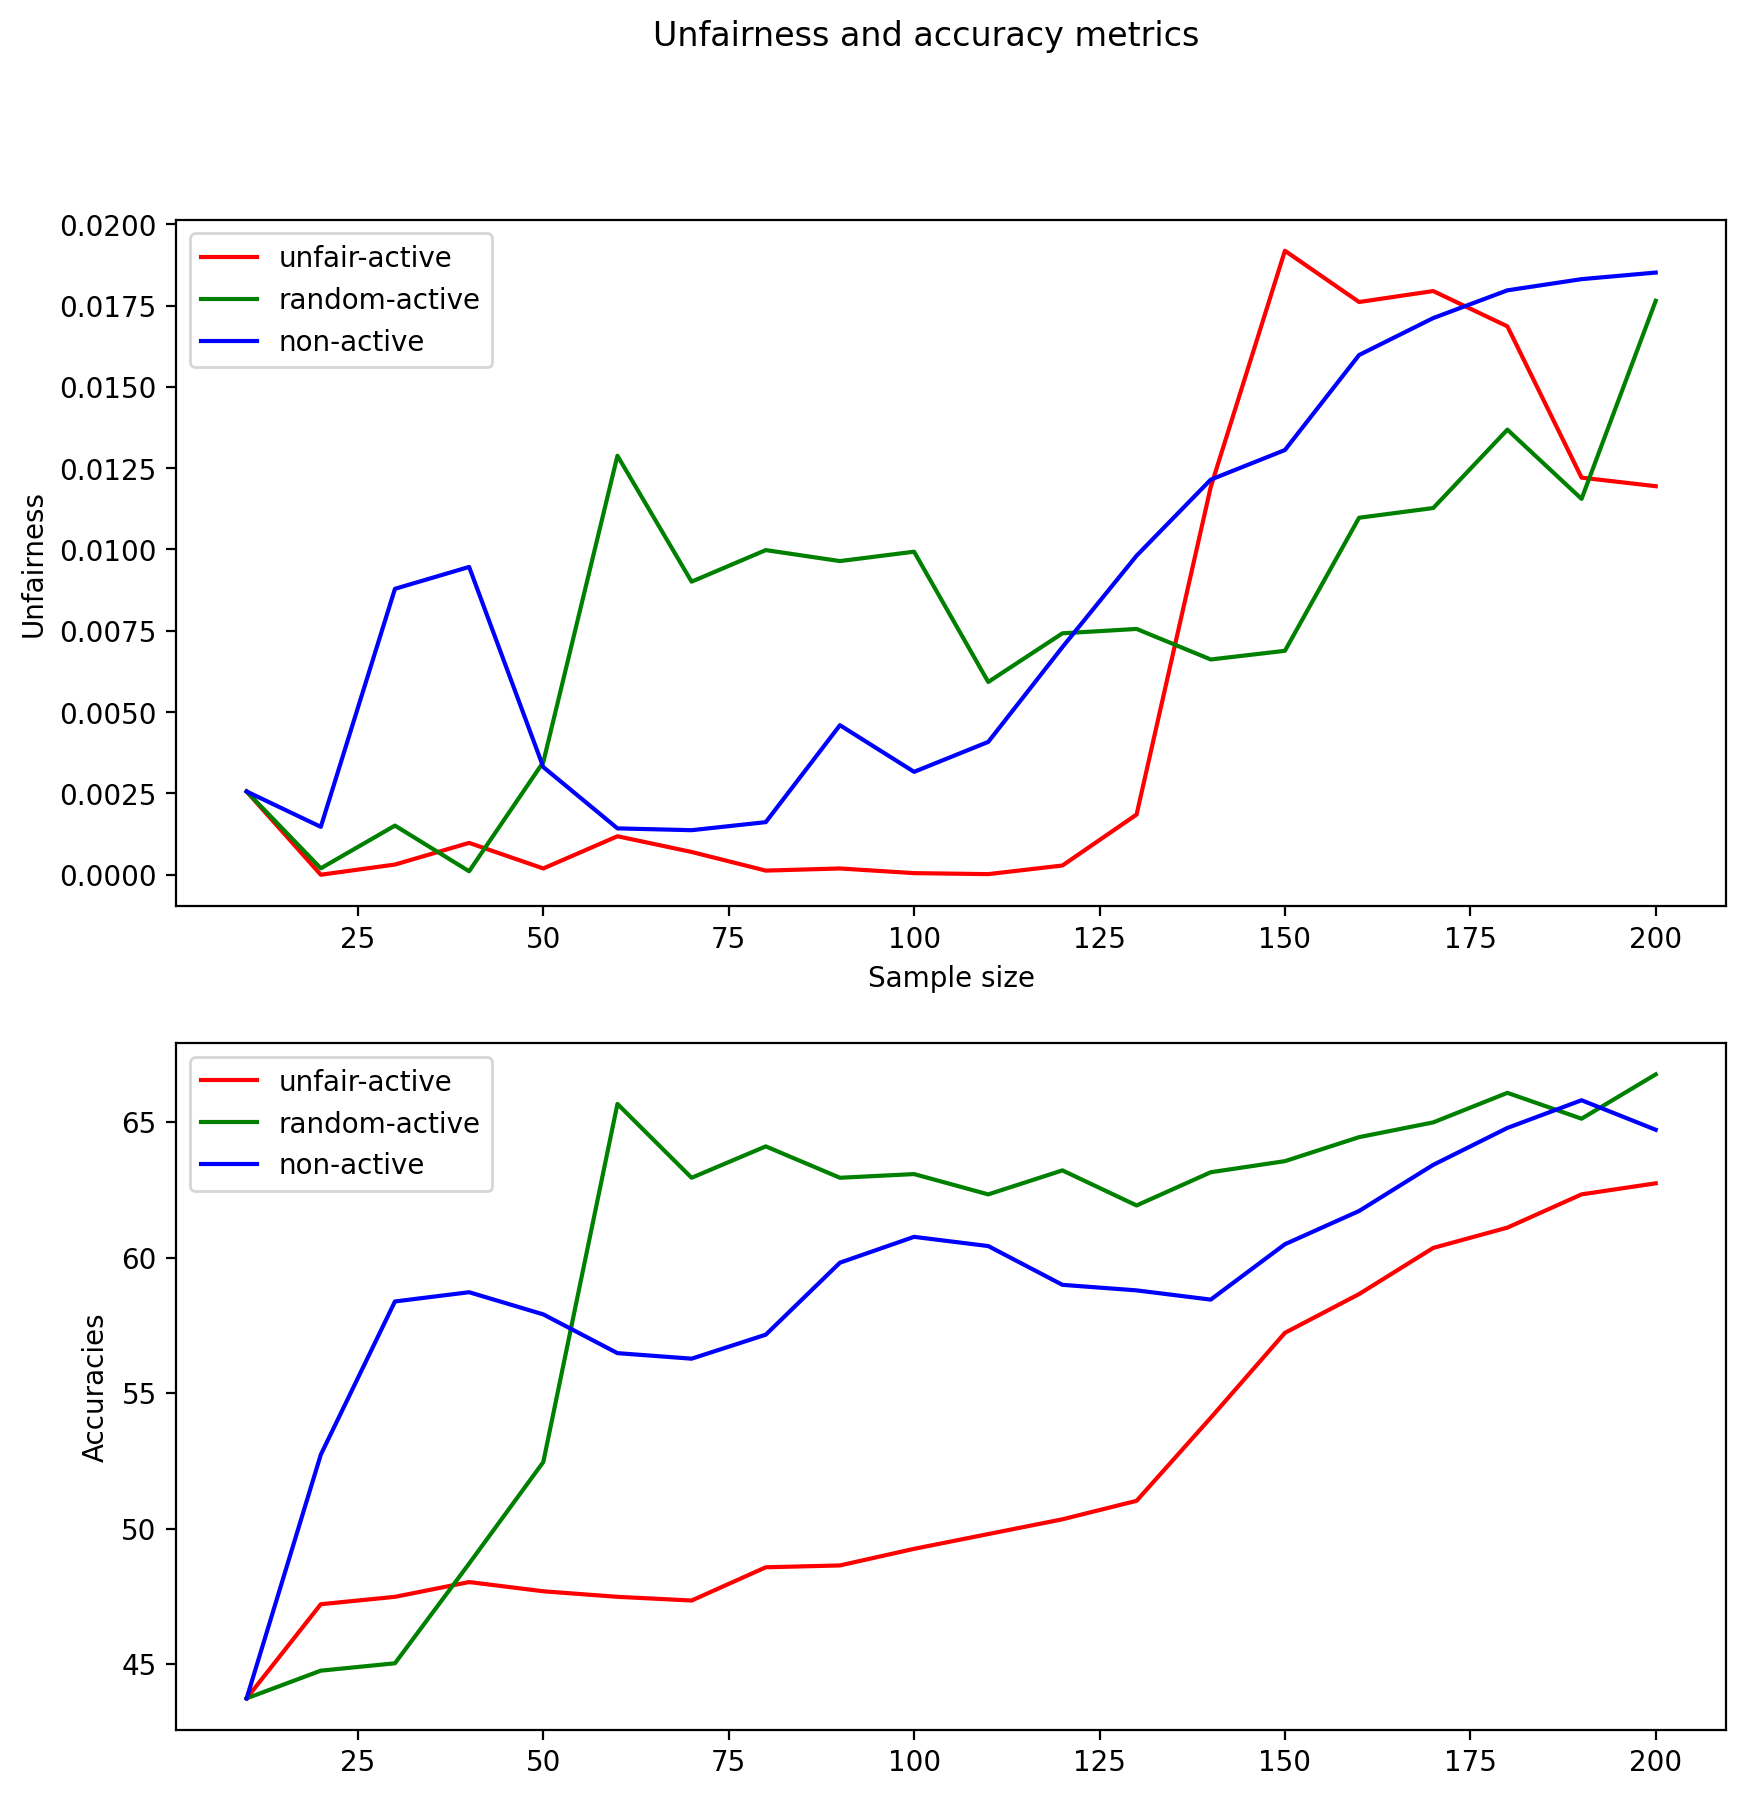 Unfairness and accuracy metrics
0.0200
0.0175
0.0150
0.0125
0.0100
0.0075
0.0050
0.0025
0.0000
Unfairness
unfair-active
random-active
non-active
25 50 75 100 125 150 175 200
Sample size
65
60
55
50
45
Accuracies
unfair-active
random-active
non-active
25 50 75 100 125 150 175 200